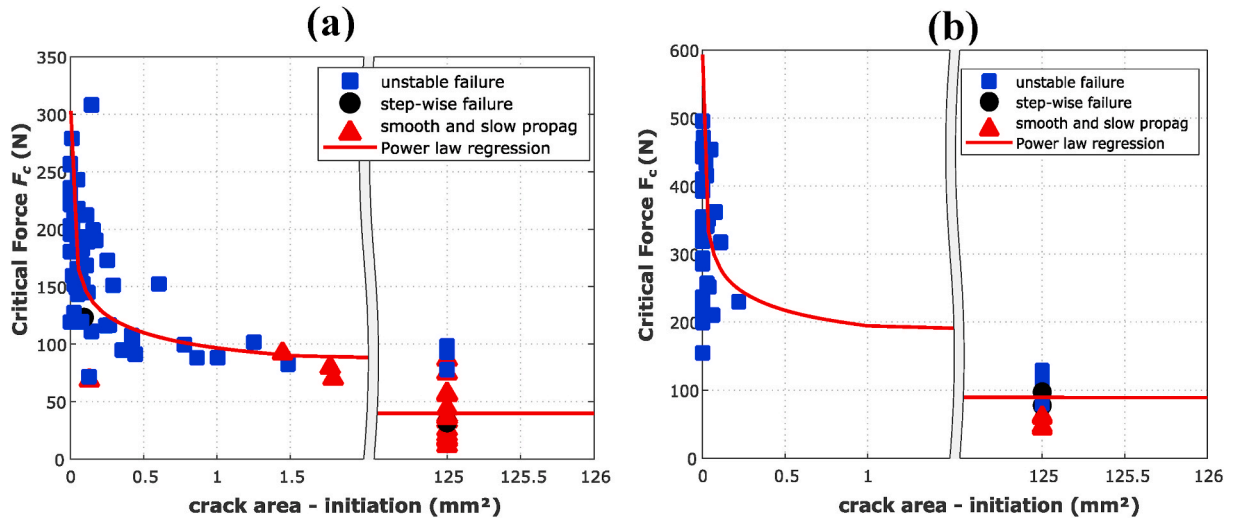 (a)
350
300
250
200
150
100
50
0
Critical Force F_c (N)
unstable failure
step-wise failure
smooth and slow propag
Power law regression
0
0.5
1
1.5
125
125.5
126
crack area - initiation (mm²)
(b)
600
500
400
300
200
100
0
Critical Force F_c (N)
unstable failure
step-wise failure
smooth and slow propag
Power law regression
0
0.5
1
125
125.5
126
crack area - initiation (mm²)